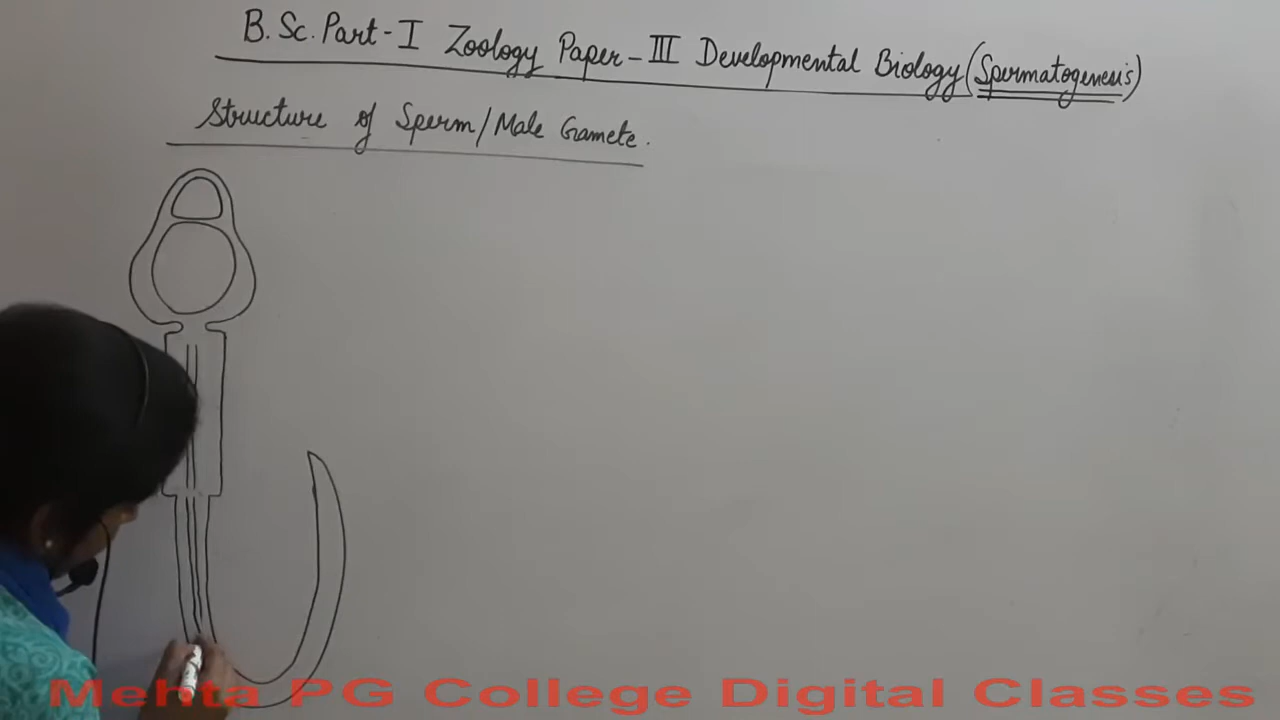 B.Sc. Part-I Zoology Paper-III Developmental Biology (Spermatogenesis)
Structure of Sperm/Male Gamete.
Mehta PG College Digital Classes